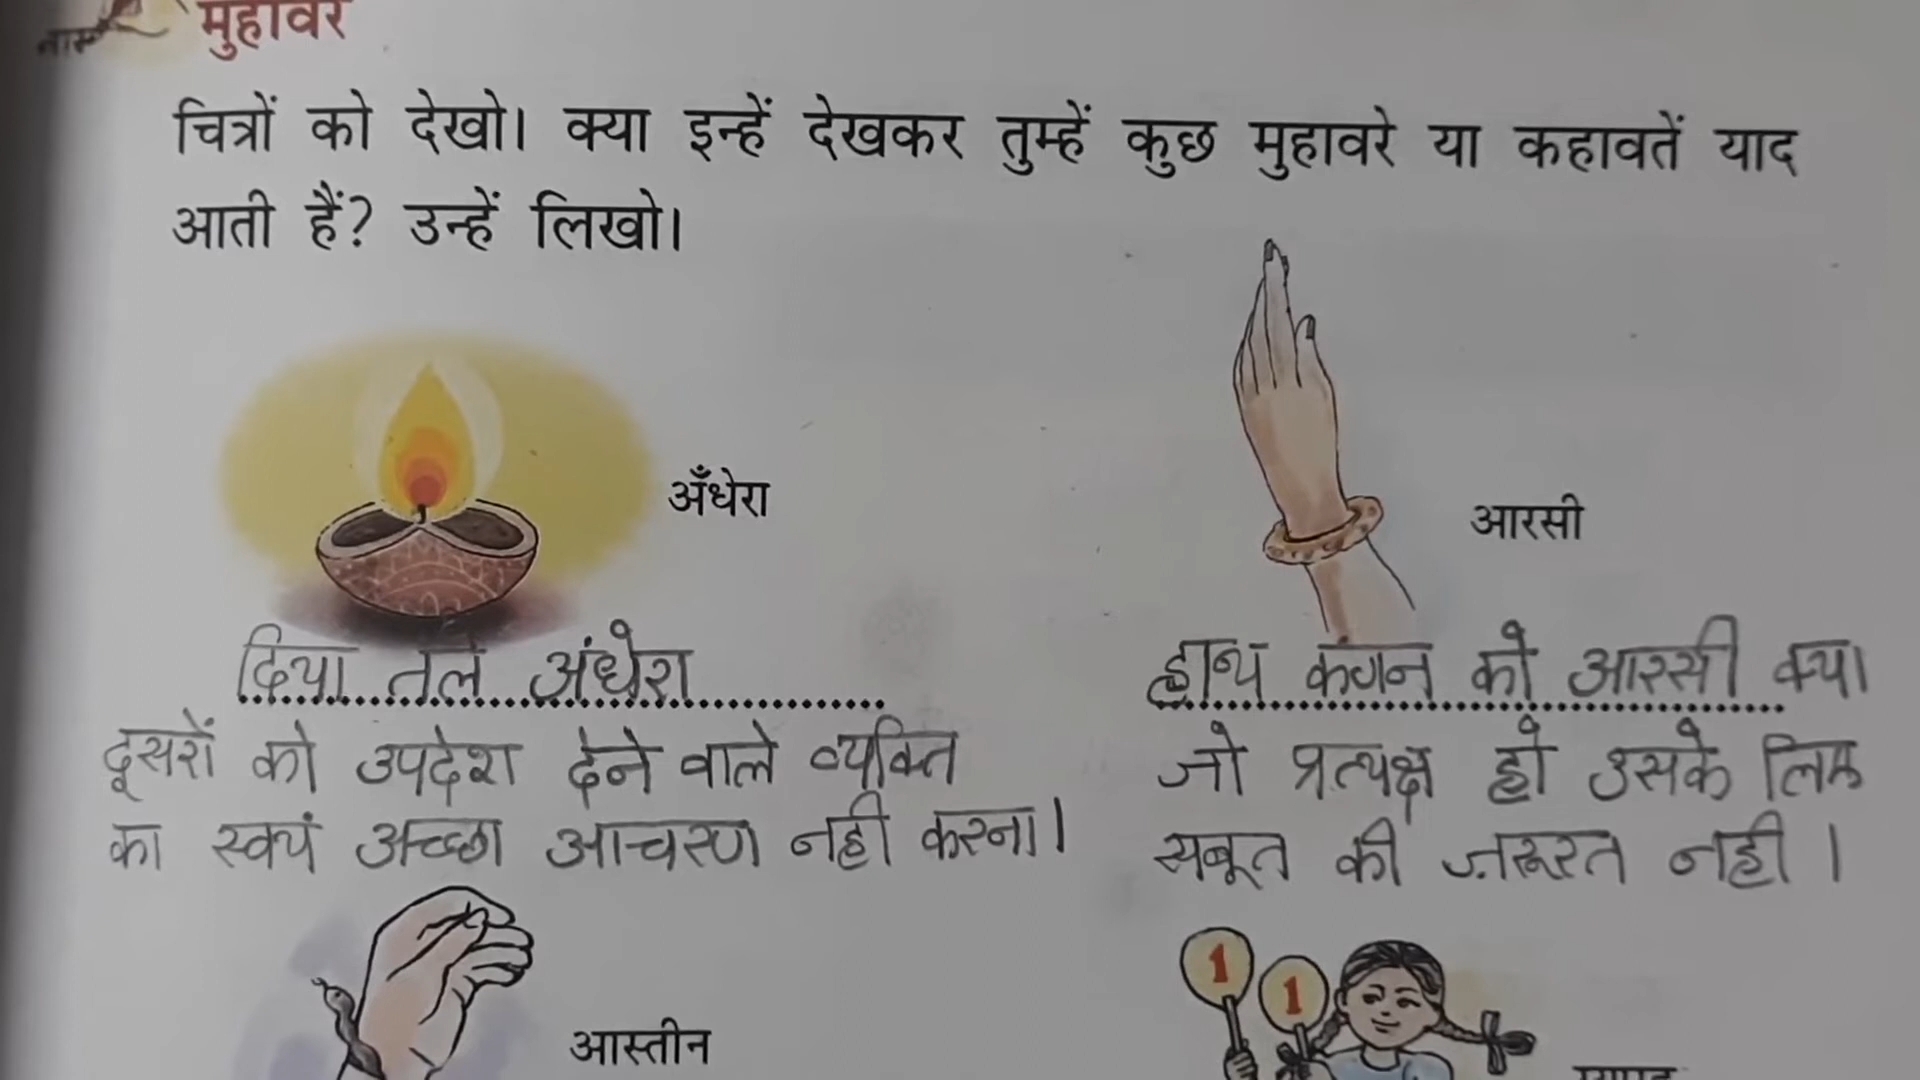 मुहावरे
चित्रों को देखो। क्या इन्हें देखकर तुम्हें कुछ मुहावरे या कहावतें याद
आती हैं? उन्हें लिखो।
अँधेरा
आरसी
दिया तले अंधेरा
दूसरों को उपदेश देने वाले व्यक्ति
का स्वयं अच्छा आचरण नही करना।
हाथ कंगन को आरसी क्या
जो प्रत्यक्ष हो उसके लिए
सबूत की ज़रूरत नही।
आस्तीन
1
1